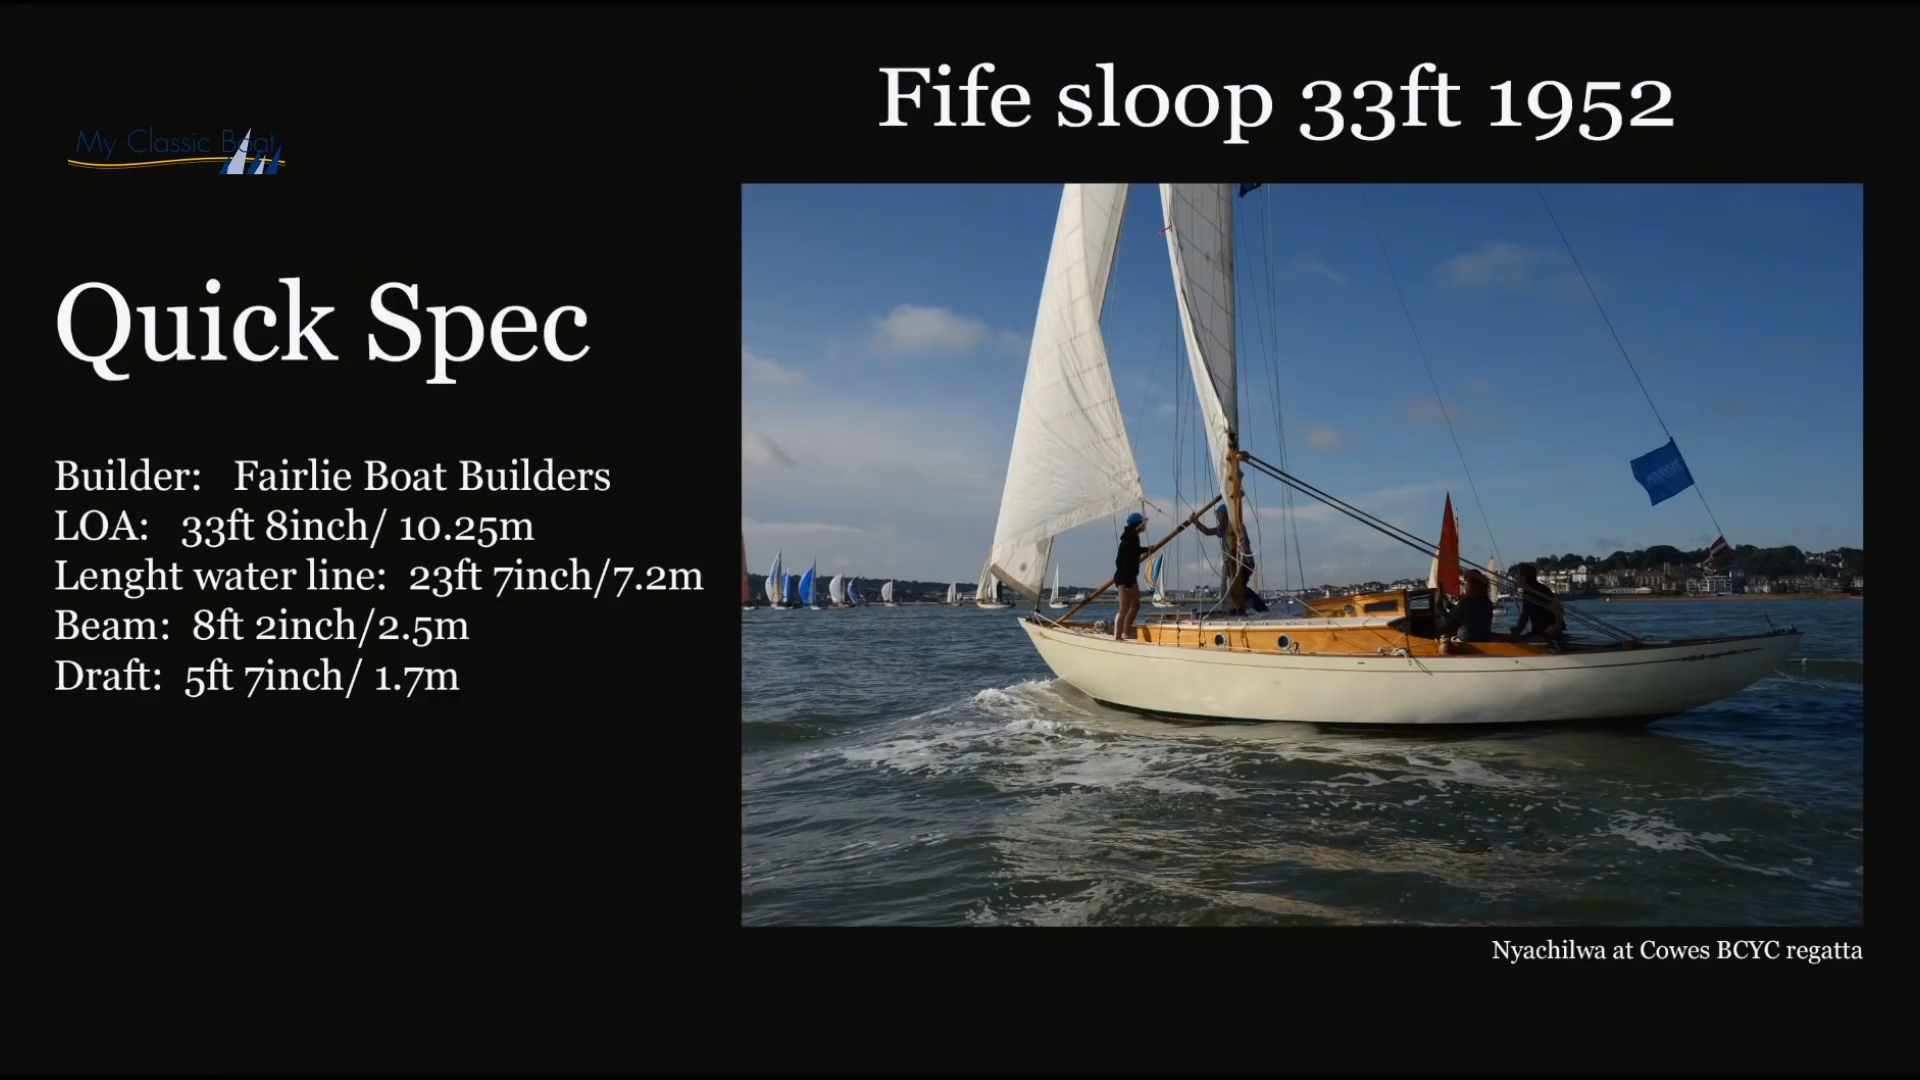 Fife sloop 33ft 1952
My Classic Boat
Quick Spec
Builder: Fairlie Boat Builders
LOA: 33ft 8inch/ 10.25m
Lenght water line: 23ft 7inch/7.2m
Beam: 8ft 2inch/2.5m
Draft: 5ft 7inch/ 1.7m
Nyachilwa at Cowes BCYC regatta